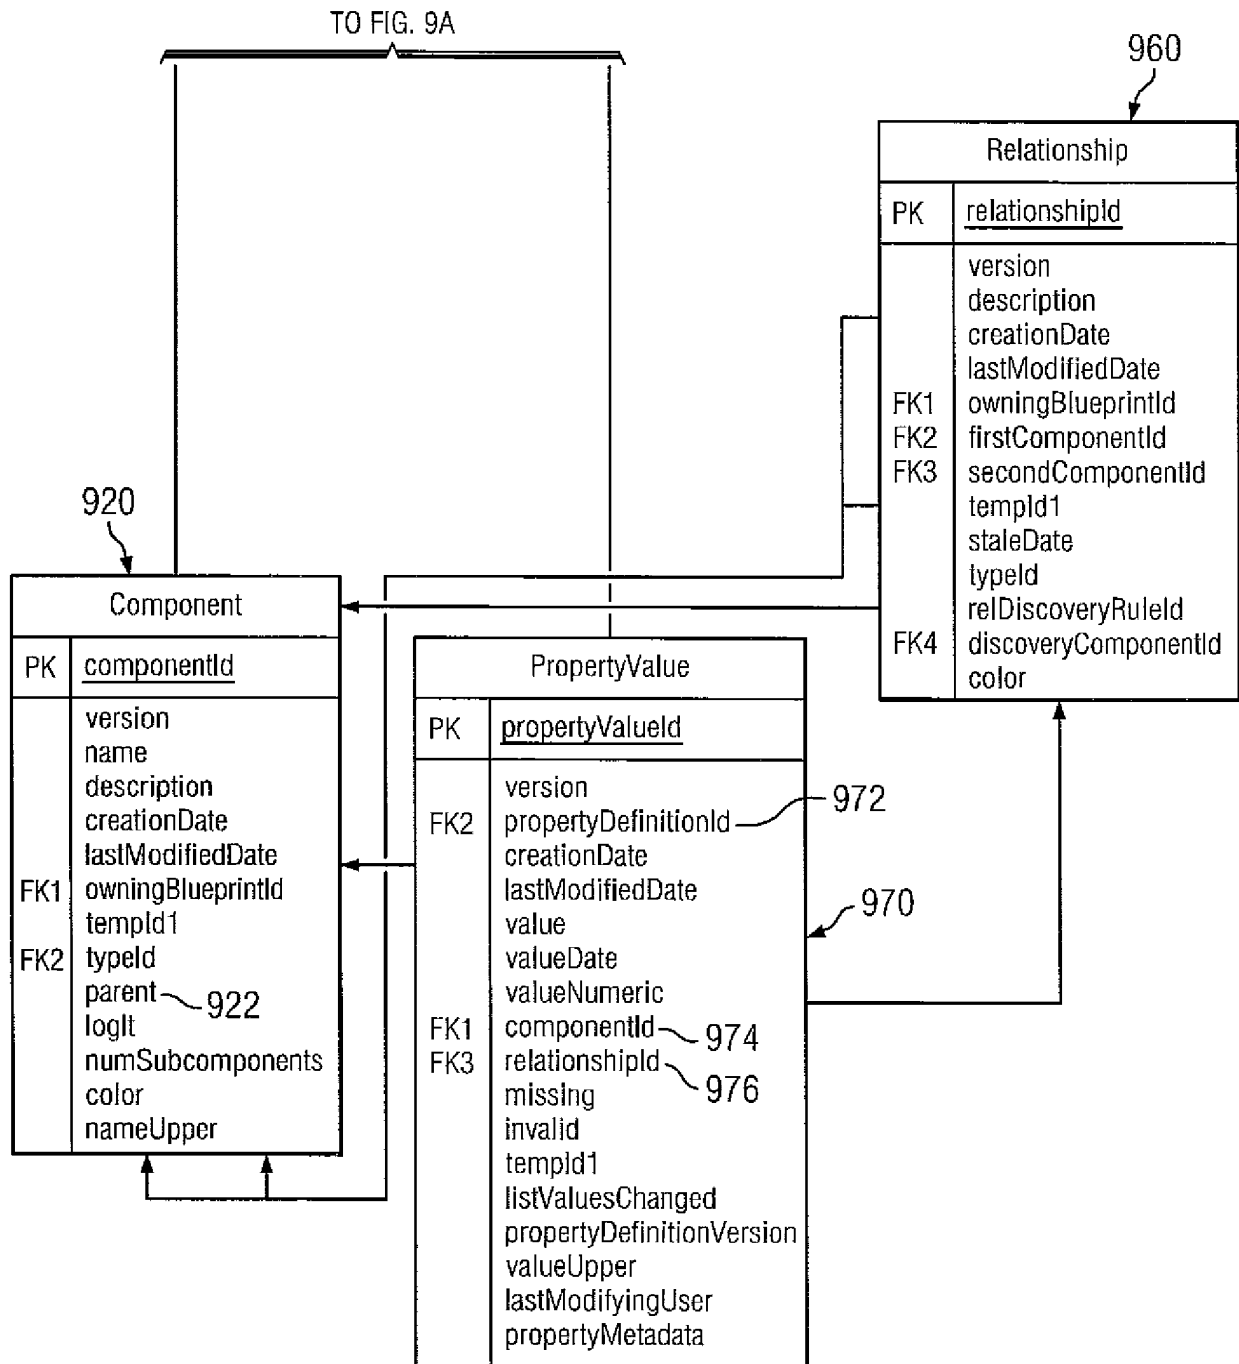 TO FIG. 9A
960
Relationship
PK relationshipId
version
description
creationDate
lastModifiedDate
FK1 owningBlueprintId
FK2 firstComponentId
FK3 secondComponentId
tempId1
staleDate
typeId
relDiscoveryRuleId
FK4 discoveryComponentId
color
920
Component
PK componentId
version
name
description
creationDate
lastModifiedDate
FK1 owningBlueprintId
tempId1
FK2 typeId
parent 922
logIt
numSubcomponents
color
nameUpper
PropertyValue
PK propertyValueId
version
FK2 propertyDefinitionId 972
creationDate
lastModifiedDate
970
value
valueDate
valueNumeric
FK1 componentId 974
FK3 relationshipId 976
missing
invalid
tempId1
listValuesChanged
propertyDefinitionVersion
valueUpper
lastModifyingUser
propertyMetadata